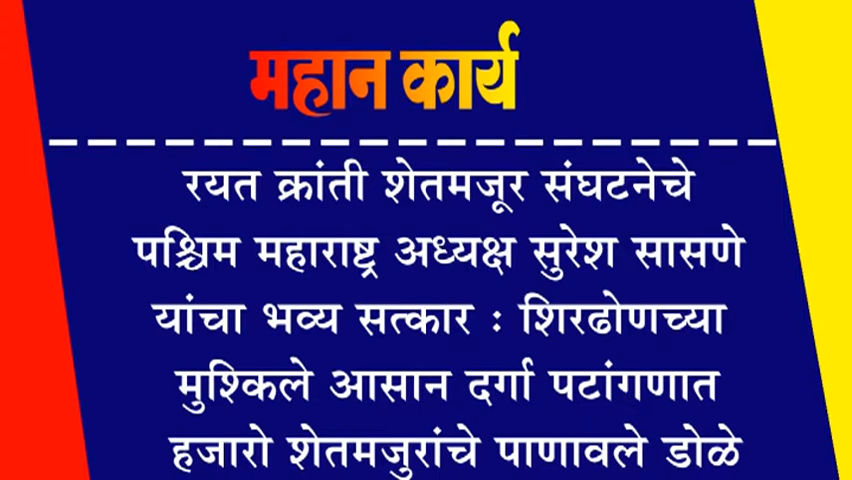 महान कार्य
रयत क्रांती शेतमजूर संघटनेचे
पश्चिम महाराष्ट्र अध्यक्ष सुरेश सासणे
यांचा भव्य सत्कार : शिरढोणच्या
मुश्किले आसान दर्गा पटांगणात
हजारो शेतमजुरांचे पाणावले डोळे